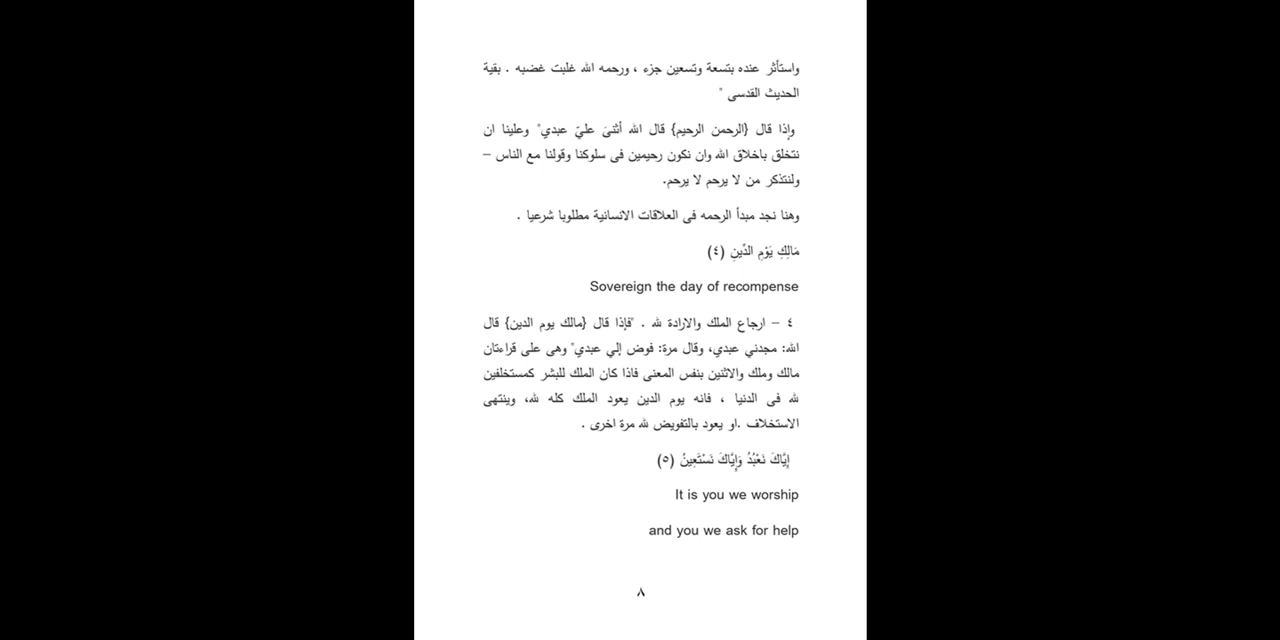 واستأثر عنده بتسعة وتسعين جزء ، ورحمه الله غلبت غضبه . بقية
الحديث القدسى "
وإذا قال {الرحمن الرحيم} قال الله أثنىَ عليّ عبدي" وعلينا ان
نتخلق باخلاق الله وان نكون رحيمين فى سلوكنا وقولنا مع الناس –
ولنتذكر من لا يرحم لا يرحم.
وهنا نجد مبدأ الرحمه فى العلاقات الانسانية مطلوبا شرعيا .
مَالِكِ يَوْمِ الدِّينِ (٤)
Sovereign the day of recompense
٤ – ارجاع الملك والارادة لله . "فإذا قال {مالك يوم الدين} قال
الله: مجدني عبدي، وقال مرة: فوض إلي عبدي" وهى على قراءتان
مالك وملك والاثنين بنفس المعنى فاذا كان الملك للبشر كمستخلفين
لله فى الدنيا ، فانه يوم الدين يعود الملك كله لله، وينتهى
الاستخلاف .او يعود بالتفويض لله مرة اخرى .
إِيَّاكَ نَعْبُدُ وَإِيَّاكَ نَسْتَعِينُ (٥)
It is you we worship
and you we ask for help
٨